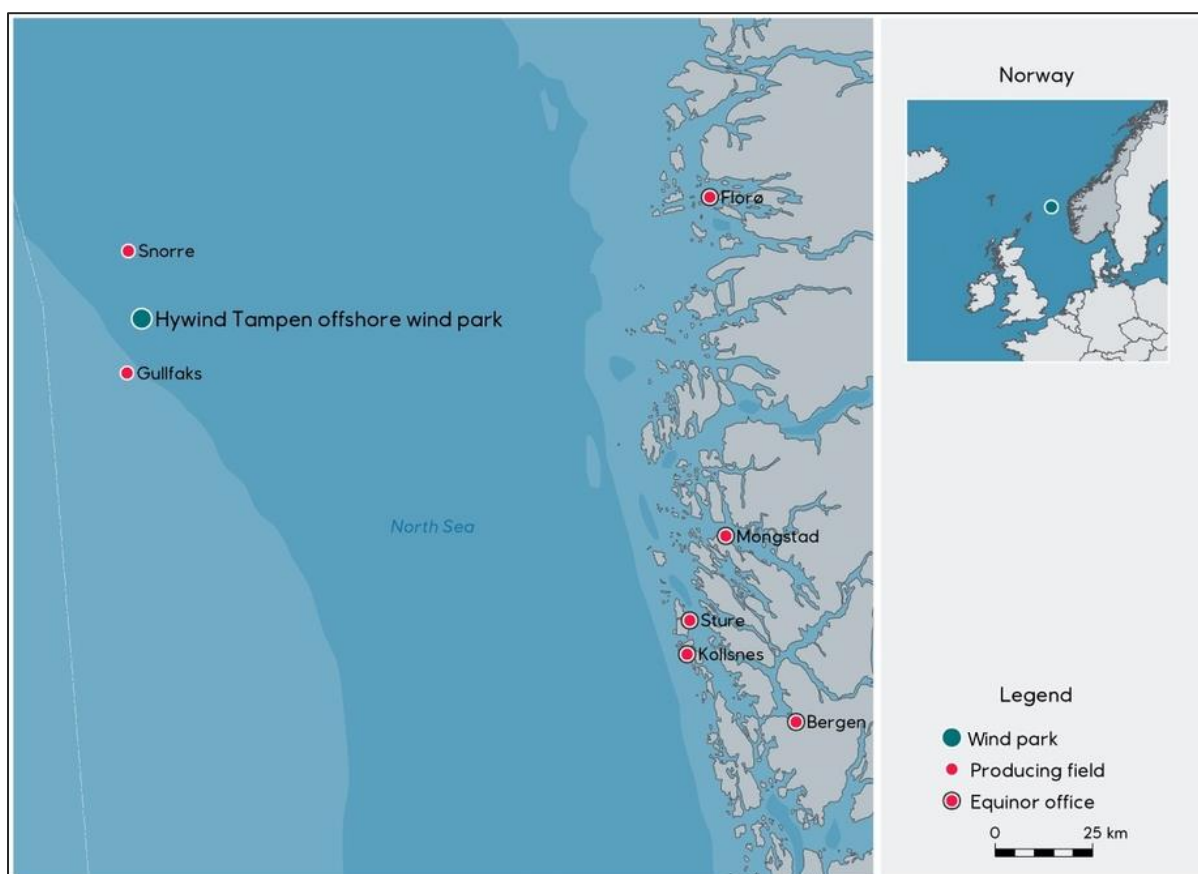 Florø
Snorre
Hywind Tampen offshore wind park
Gullfaks
North Sea
Mongstad
Sture
Kollsnes
Bergen
Norway
Legend
Wind park
Producing field
Equinor office
0 25 km